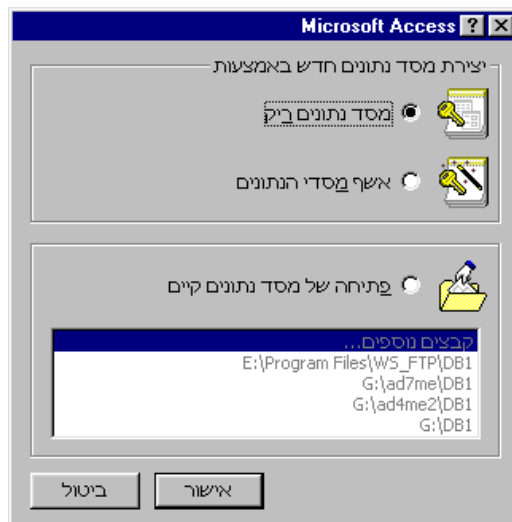 Microsoft Access
יצירת מסד נתונים חדש באמצעות
מסד נתונים ריק
אשף מסדי הנתונים
פתיחה של מסד נתונים קיים
קבצים נוספים...
E:\Program Files\WS_FTP\DB1
G:\ad7me\DB1
G:\ad4me2\DB1
G:\DB1
אישור
ביטול